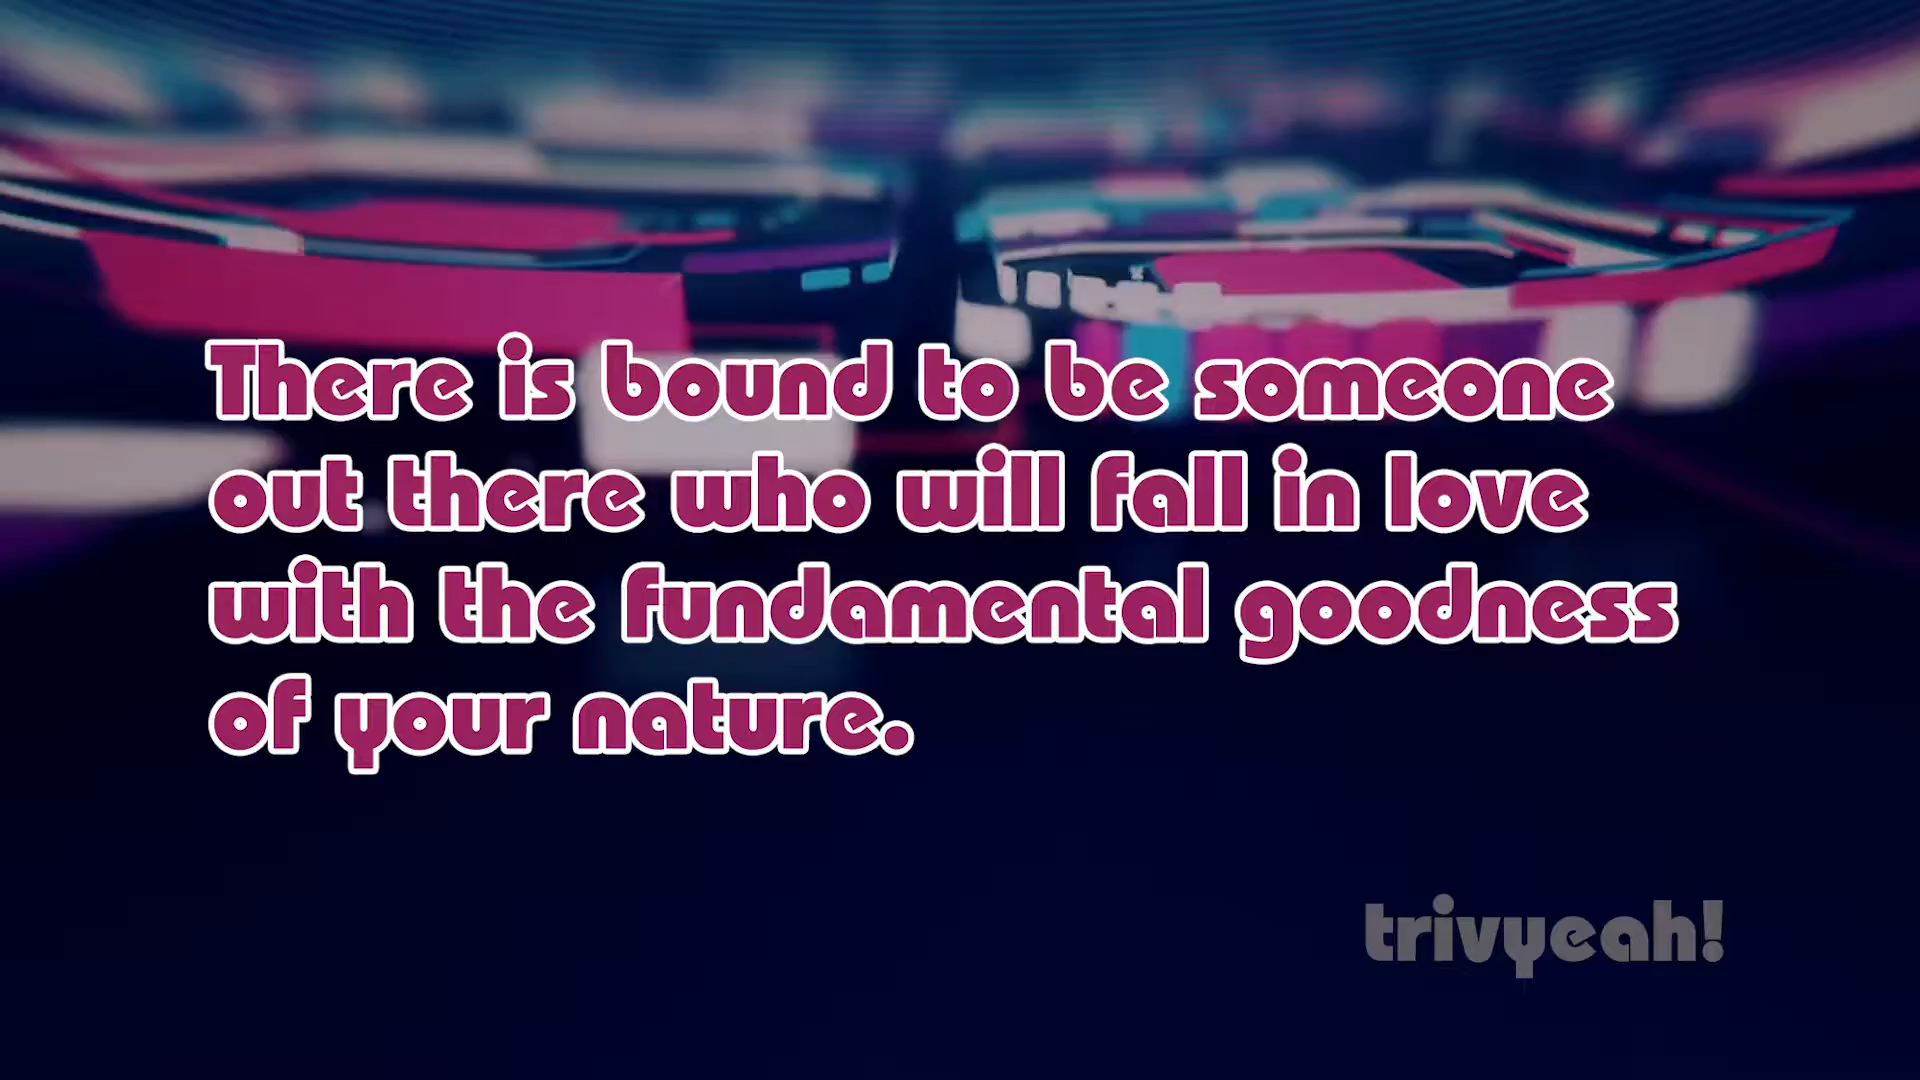 There is bound to be someone
out there who will fall in love
with the fundamental goodness
of your nature.
trivyeah!